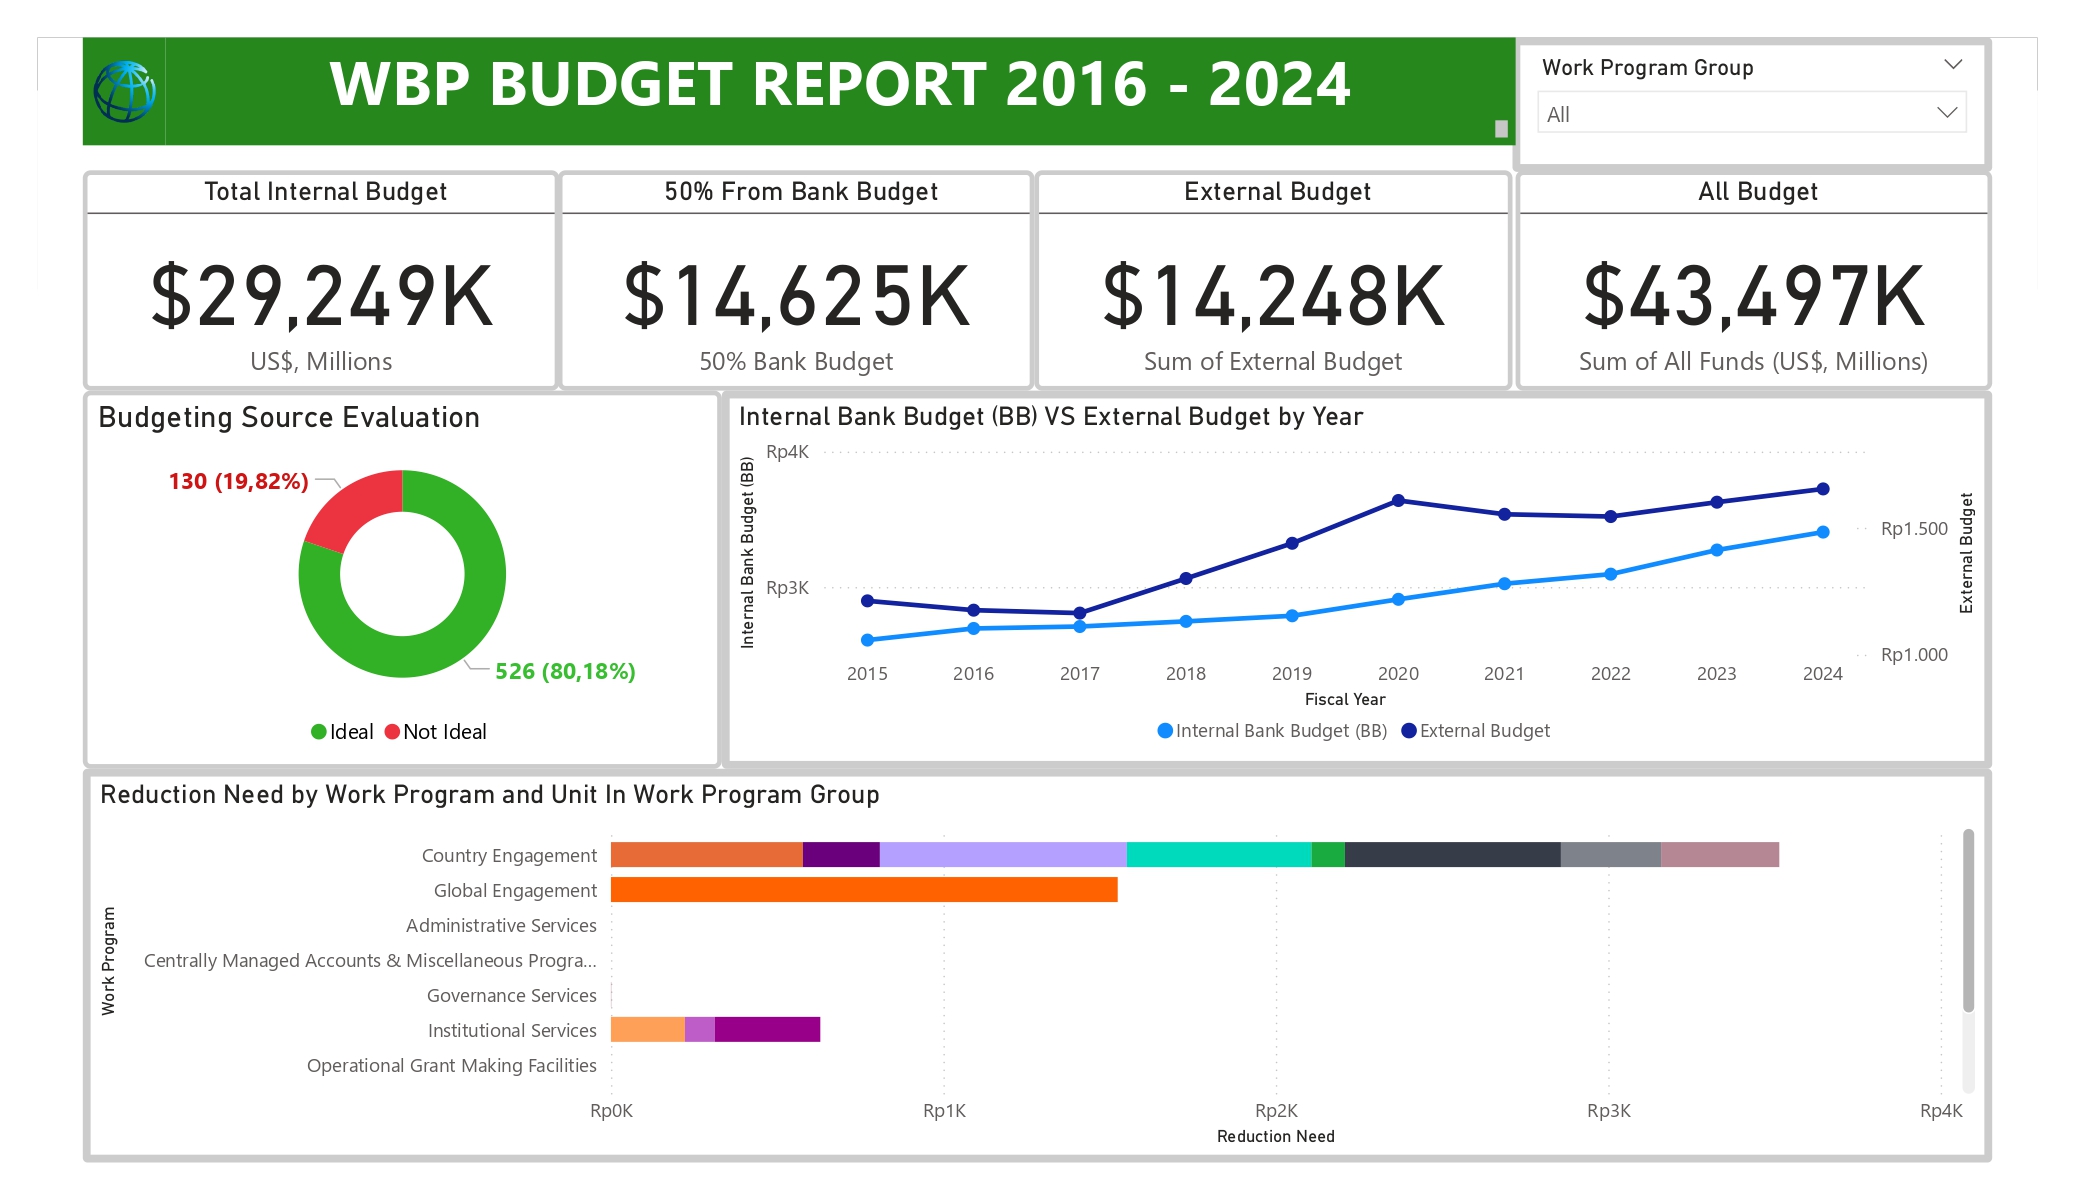 WBP BUDGET REPORT 2016 - 2024
Work Program Group
All
Total Internal Budget
$29,249K
US$, Millions
50% From Bank Budget
$14,625K
50% Bank Budget
External Budget
$14,248K
Sum of External Budget
All Budget
$43,497K
Sum of All Funds (US$, Millions)
Budgeting Source Evaluation
130 (19,82%)
526 (80,18%)
Ideal Not Ideal
Internal Bank Budget (BB) VS External Budget by Year
Internal Bank Budget (BB)
Rp4K
Rp3K
Rp1.500
Rp1.000
External Budget
2015 2016 2017 2018 2019 2020 2021 2022 2023 2024
Fiscal Year
Internal Bank Budget (BB) External Budget
Reduction Need by Work Program and Unit In Work Program Group
Work Program
Country Engagement
Global Engagement
Administrative Services
Centrally Managed Accounts & Miscellaneous Progra...
Governance Services
Institutional Services
Operational Grant Making Facilities
Rp0K Rp1K Rp2K Rp3K Rp4K
Reduction Need